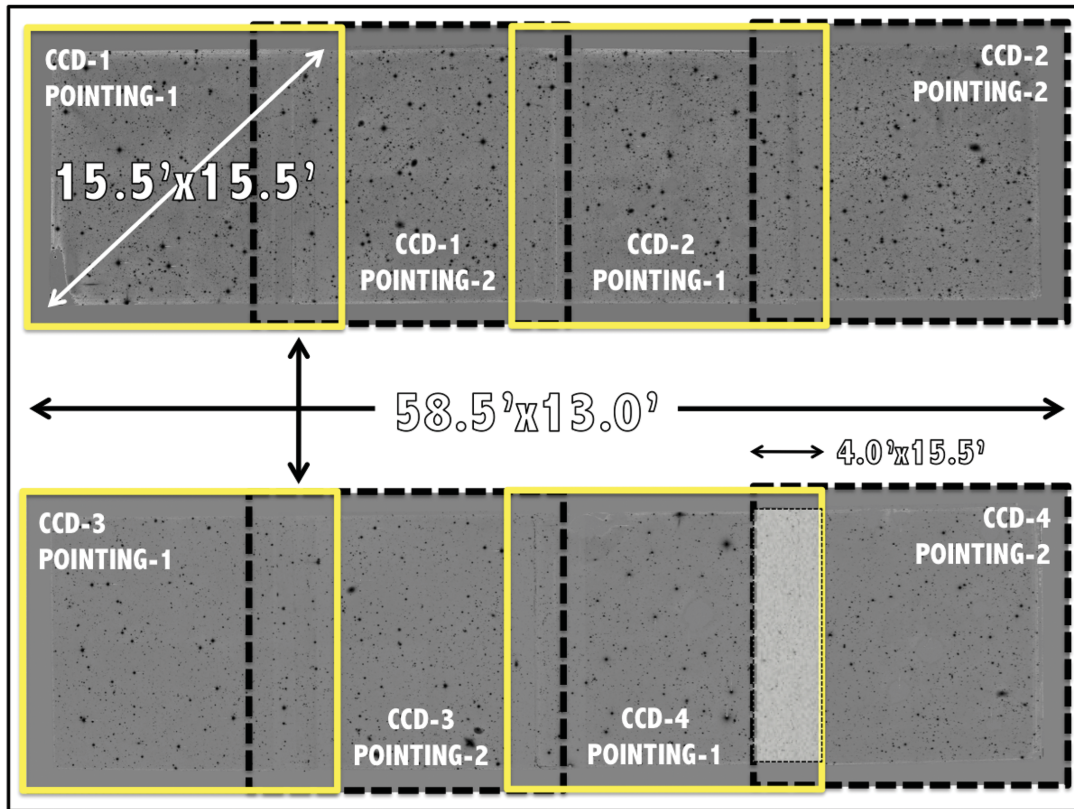 CCD-1
POINTING-1
CCD-2
POINTING-2
15.5’x15.5’
CCD-1
POINTING-2
CCD-2
POINTING-1
58.5’x13.0’
4.0’x15.5’
CCD-3
POINTING-1
CCD-4
POINTING-2
CCD-3
POINTING-2
CCD-4
POINTING-1